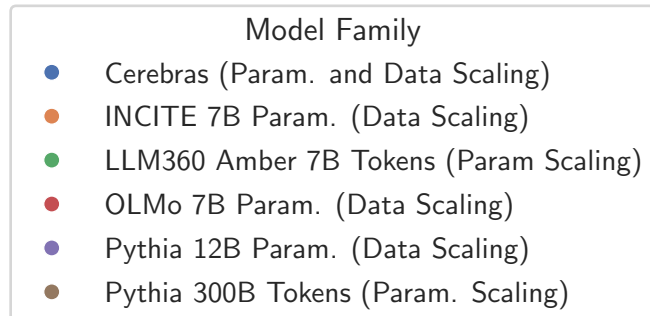 Model Family
Cerebras (Param. and Data Scaling)
INCITE 7B Param. (Data Scaling)
LLM360 Amber 7B Tokens (Param Scaling)
OLMo 7B Param. (Data Scaling)
Pythia 12B Param. (Data Scaling)
Pythia 300B Tokens (Param. Scaling)